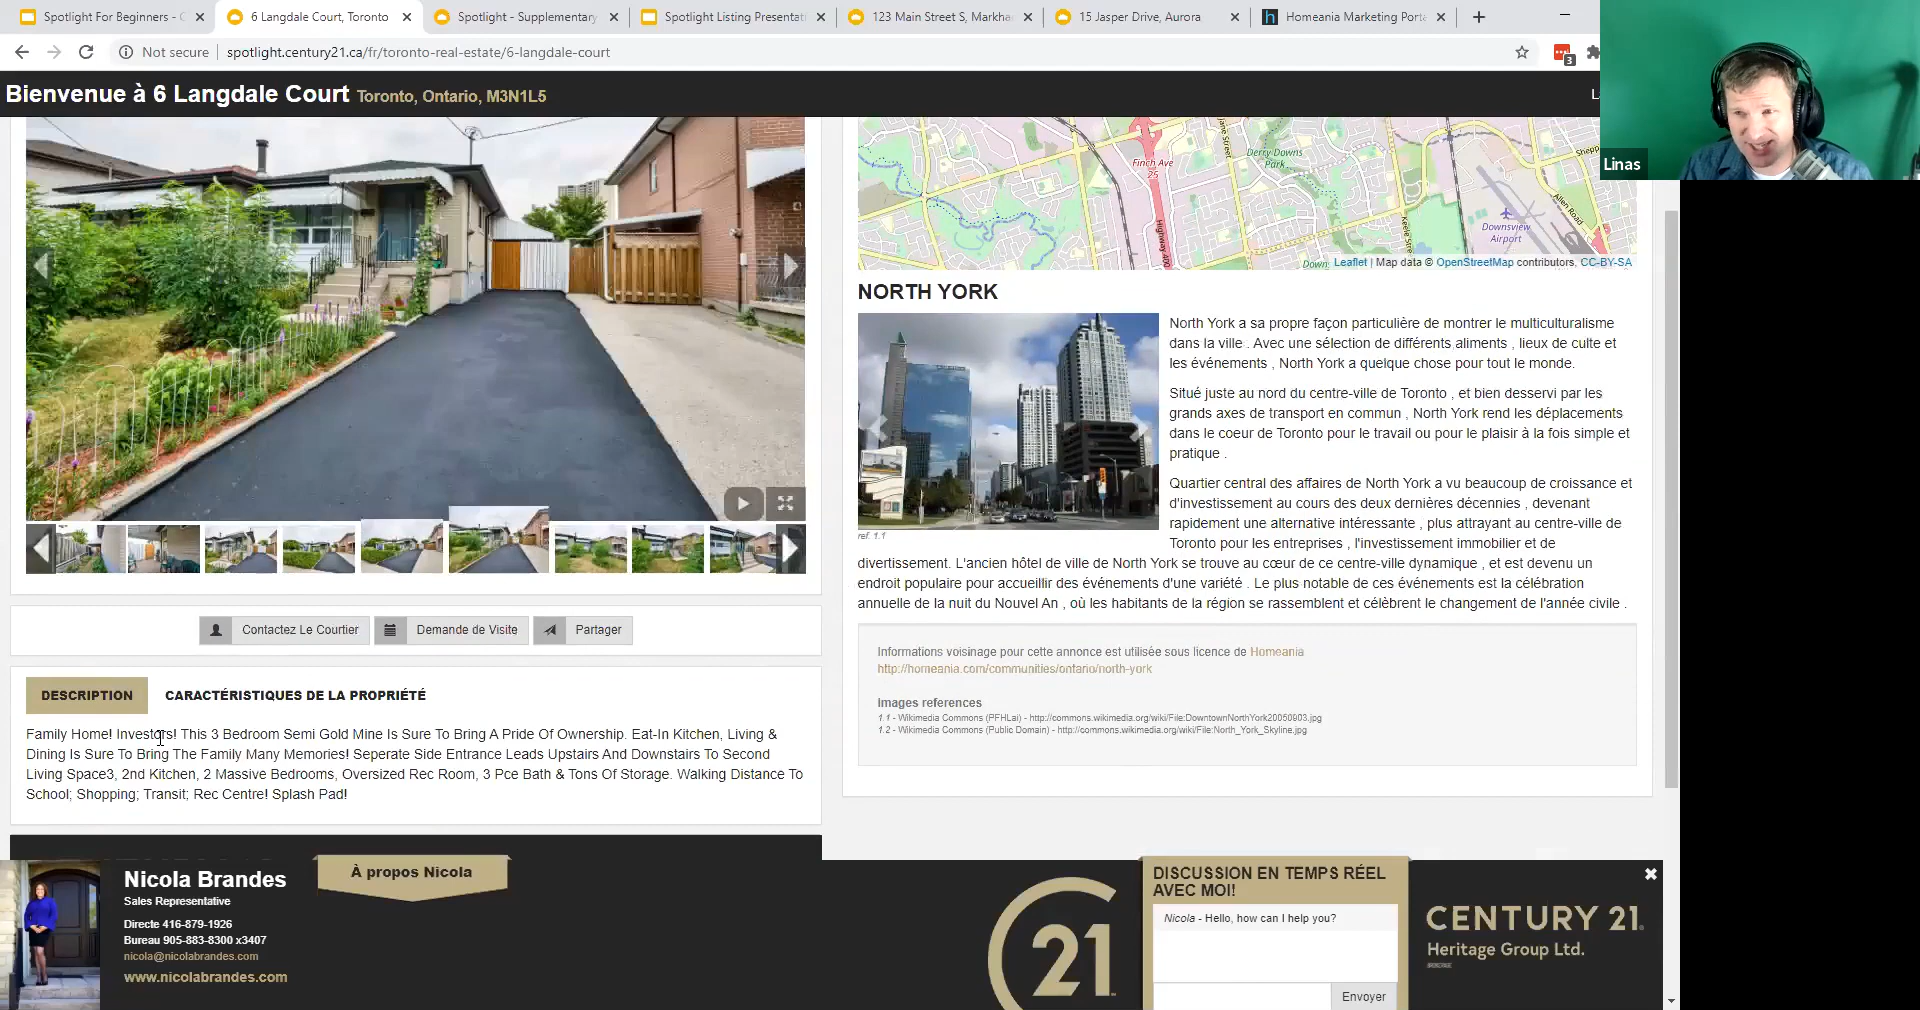 Spotlight For Beginners -
6 Langdale Court, Toronto
Spotlight - Supplementary
Spotlight Listing Presentat
123 Main Street S, Markha
15 Jasper Drive, Aurora
Homeania Marketing Porta
Not secure
spotlight.century21.ca/fr/toronto-real-estate/6-langdale-court
3
Bienvenue à 6 Langdale Court Toronto, Ontario, M3N1L5
Linas
Finch Ave
25
Jane Street
Derry Downs
Park
Highway 400
Keele Stre
Shepp
Allen Road
Downsview
Airport
Down
Leaflet | Map data © OpenStreetMap contributors, CC-BY-SA
NORTH YORK
North York a sa propre façon particulière de montrer le multiculturalisme
dans la ville . Avec une sélection de différents aliments , lieux de culte et
les événements , North York a quelque chose pour tout le monde.
Situé juste au nord du centre-ville de Toronto , et bien desservi par les
grands axes de transport en commun , North York rend les déplacements
dans le coeur de Toronto pour le travail ou pour le plaisir à la fois simple et
pratique .
Quartier central des affaires de North York a vu beaucoup de croissance et
d'investissement au cours des deux dernières décennies , devenant
rapidement une alternative intéressante , plus attrayant au centre-ville de
Toronto pour les entreprises , l'investissement immobilier et de
ref. 1.1
divertissement. L'ancien hôtel de ville de North York se trouve au cœur de ce centre-ville dynamique , et est devenu un
endroit populaire pour accueillir des événements d'une variété . Le plus notable de ces événements est la célébration
annuelle de la nuit du Nouvel An , où les habitants de la région se rassemblent et célèbrent le changement de l'année civile .
Informations voisinage pour cette annonce est utilisée sous licence de Homeania
http://homeania.com/communities/ontario/north-york
Images references
1.1 - Wikimedia Commons (PFHLai) - http://commons.wikimedia.org/wiki/File:DowntownNorthYork20050903.jpg
1.2 - Wikimedia Commons (Public Domain) - http://commons.wikimedia.org/wiki/File:North_York_Skyline.jpg
Contactez Le Courtier
Demande de Visite
Partager
DESCRIPTION
CARACTÉRISTIQUES DE LA PROPRIÉTÉ
Family Home! Investors! This 3 Bedroom Semi Gold Mine Is Sure To Bring A Pride Of Ownership. Eat-In Kitchen, Living &
Dining Is Sure To Bring The Family Many Memories! Seperate Side Entrance Leads Upstairs And Downstairs To Second
Living Space3, 2nd Kitchen, 2 Massive Bedrooms, Oversized Rec Room, 3 Pce Bath & Tons Of Storage. Walking Distance To
School; Shopping; Transit; Rec Centre! Splash Pad!
Nicola Brandes
Sales Representative
Directe 416-879-1926
Bureau 905-883-8300 x3407
nicola@nicolabrandes.com
www.nicolabrandes.com
À propos Nicola
C21
DISCUSSION EN TEMPS RÉEL
AVEC MOI!
Nicola - Hello, how can I help you?
Envoyer
CENTURY 21.
Heritage Group Ltd.